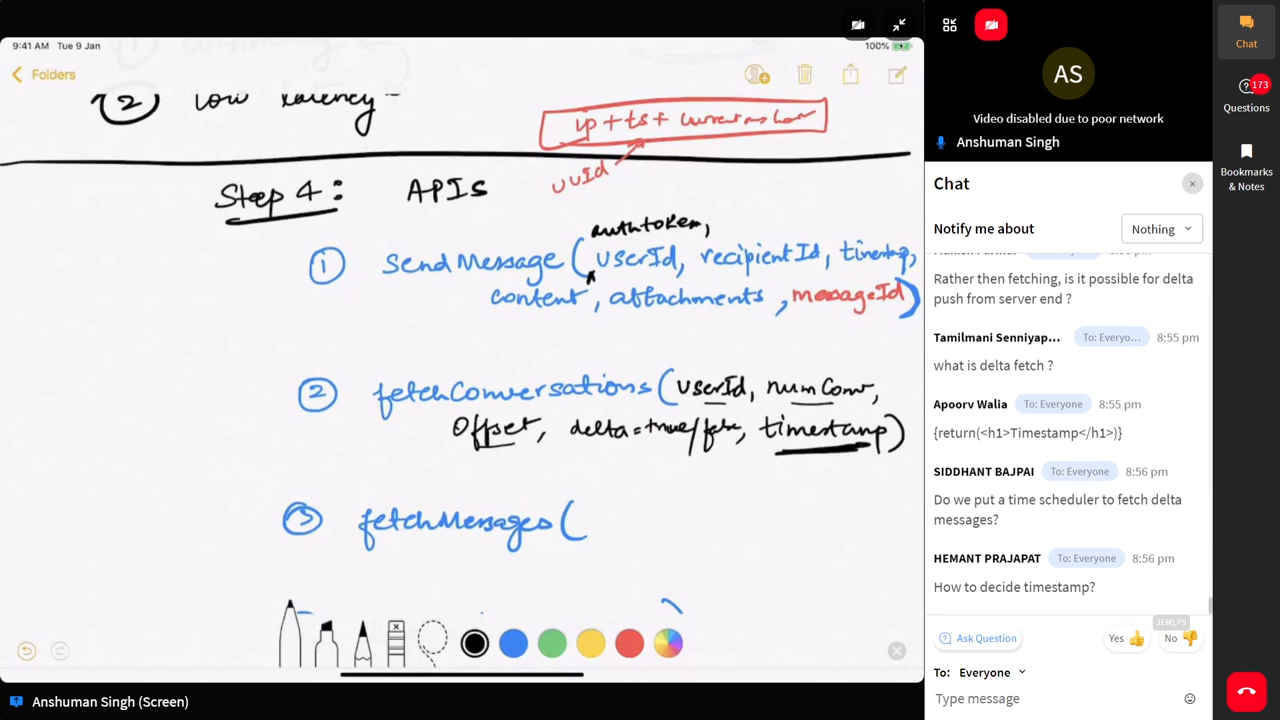 9:41 AM Tue 9 Jan
100%
Folders
(2) low latency -
ip + ts +
uuid
Step 4: APIs
authtoken,
1 sendMessage (userId, recipientId, timestamp,
content, attachments, messageId)
2 fetchConversations (userId, numConv,
Offset, delta = true/false, timestamp)
3 fetchMessages (
Anshuman Singh (Screen)
AS
Video disabled due to poor network
Anshuman Singh
Chat
Notify me about
Nothing
8:55 pm
Rather then fetching, is it possible for delta
push from server end ?
Tamilmani Senniyap... To: Everyo... 8:55 pm
what is delta fetch ?
Apoorv Walia To: Everyone 8:55 pm
{return(<h1>Timestamp</h1>)}
SIDDHANT BAJPAI To: Everyone 8:56 pm
Do we put a time scheduler to fetch delta
messages?
HEMANT PRAJAPAT To: Everyone 8:56 pm
How to decide timestamp?
JEMLPS
Ask Question
Yes
No
To: Everyone
Type message
Chat
173
Questions
Bookmarks
& Notes